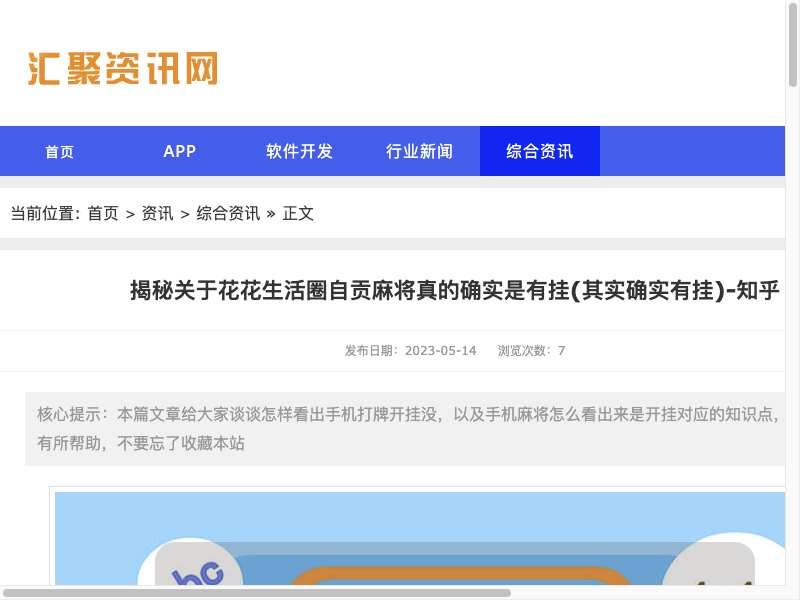 汇聚资讯网
首页 APP 软件开发 行业新闻 综合资讯
当前位置: 首页 > 资讯 > 综合资讯 » 正文
揭秘关于花花生活圈自贡麻将真的确实是有挂(其实确实有挂)-知乎
发布日期：2023-05-14 浏览次数：7
核心提示：本篇文章给大家谈谈怎样看出手机打牌开挂没，以及手机麻将怎么看出来是开挂对应的知识点，
有所帮助，不要忘了收藏本站